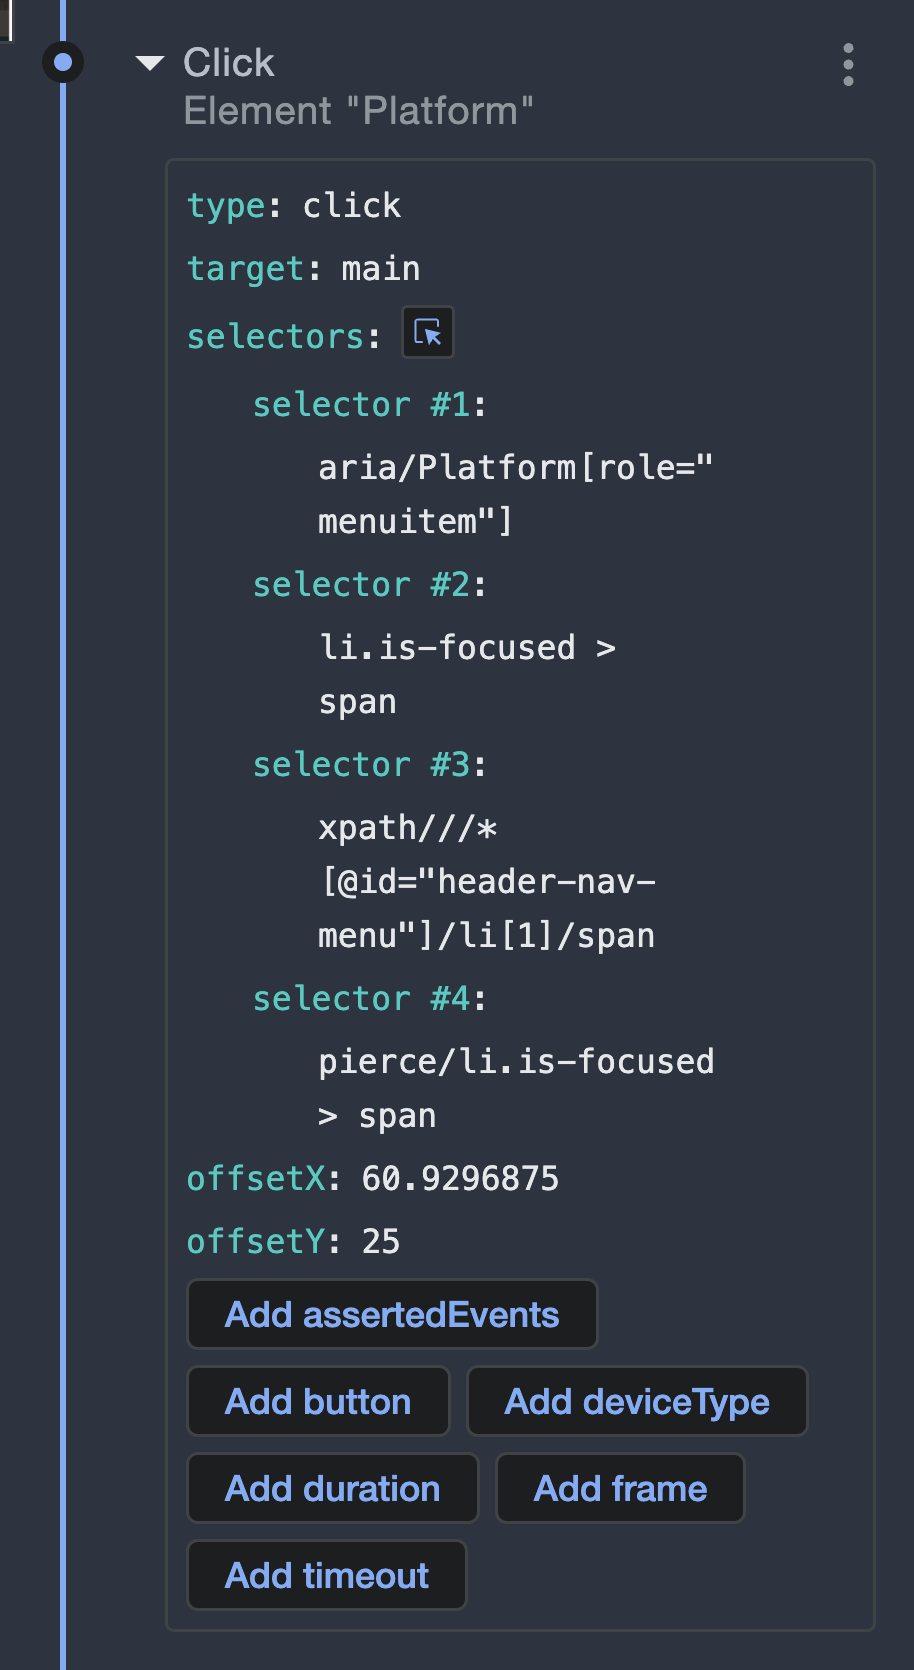 Click
Element "Platform"
type: click
target: main
selectors:
selector #1:
aria/Platform[role="
menuitem"]
selector #2:
li.is-focused >
span
selector #3:
xpath///*
[@id="header-nav-
menu"]/li[1]/span
selector #4:
pierce/li.is-focused
> span
offsetX: 60.9296875
offsetY: 25
Add assertedEvents
Add button Add deviceType
Add duration Add frame
Add timeout